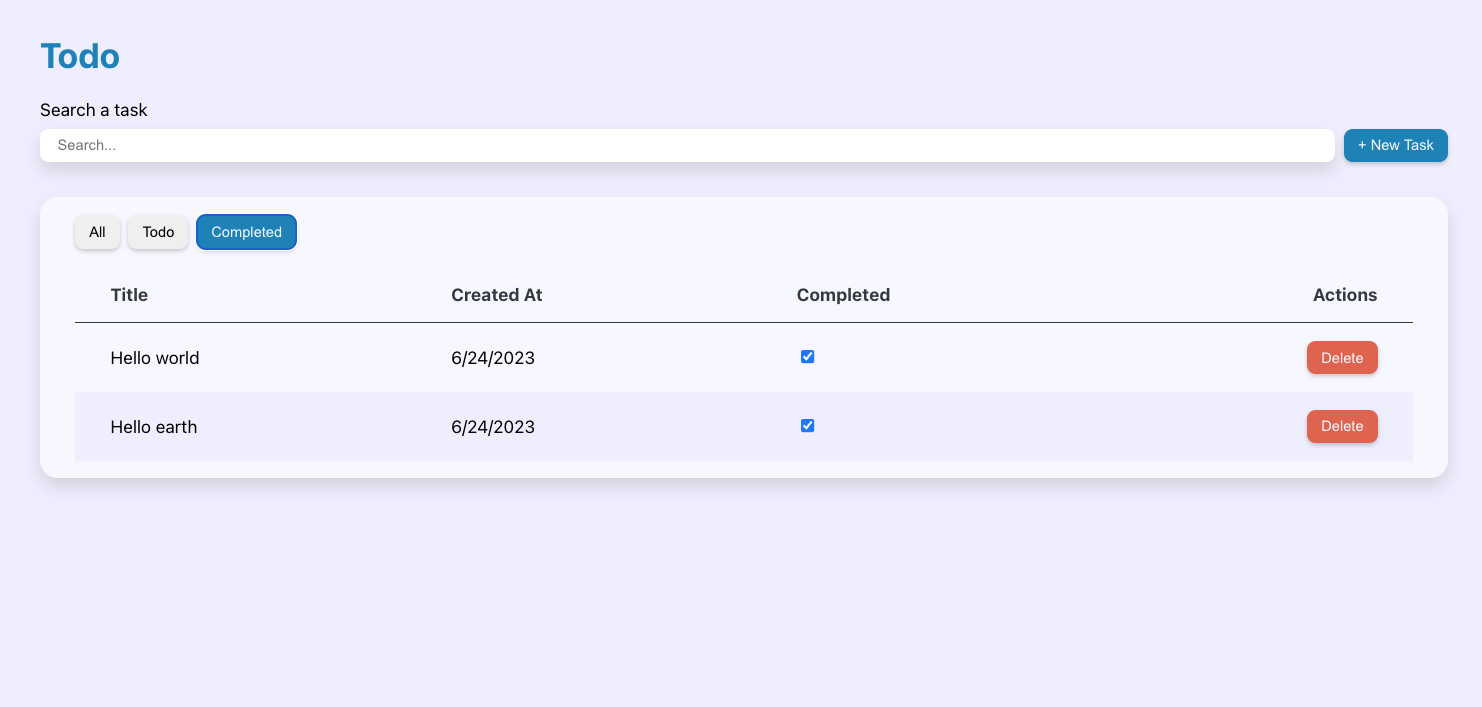 Todo
Search a task
Search...
+ New Task
All Todo Completed
Title Created At Completed Actions
Hello world 6/24/2023 Delete
Hello earth 6/24/2023 Delete